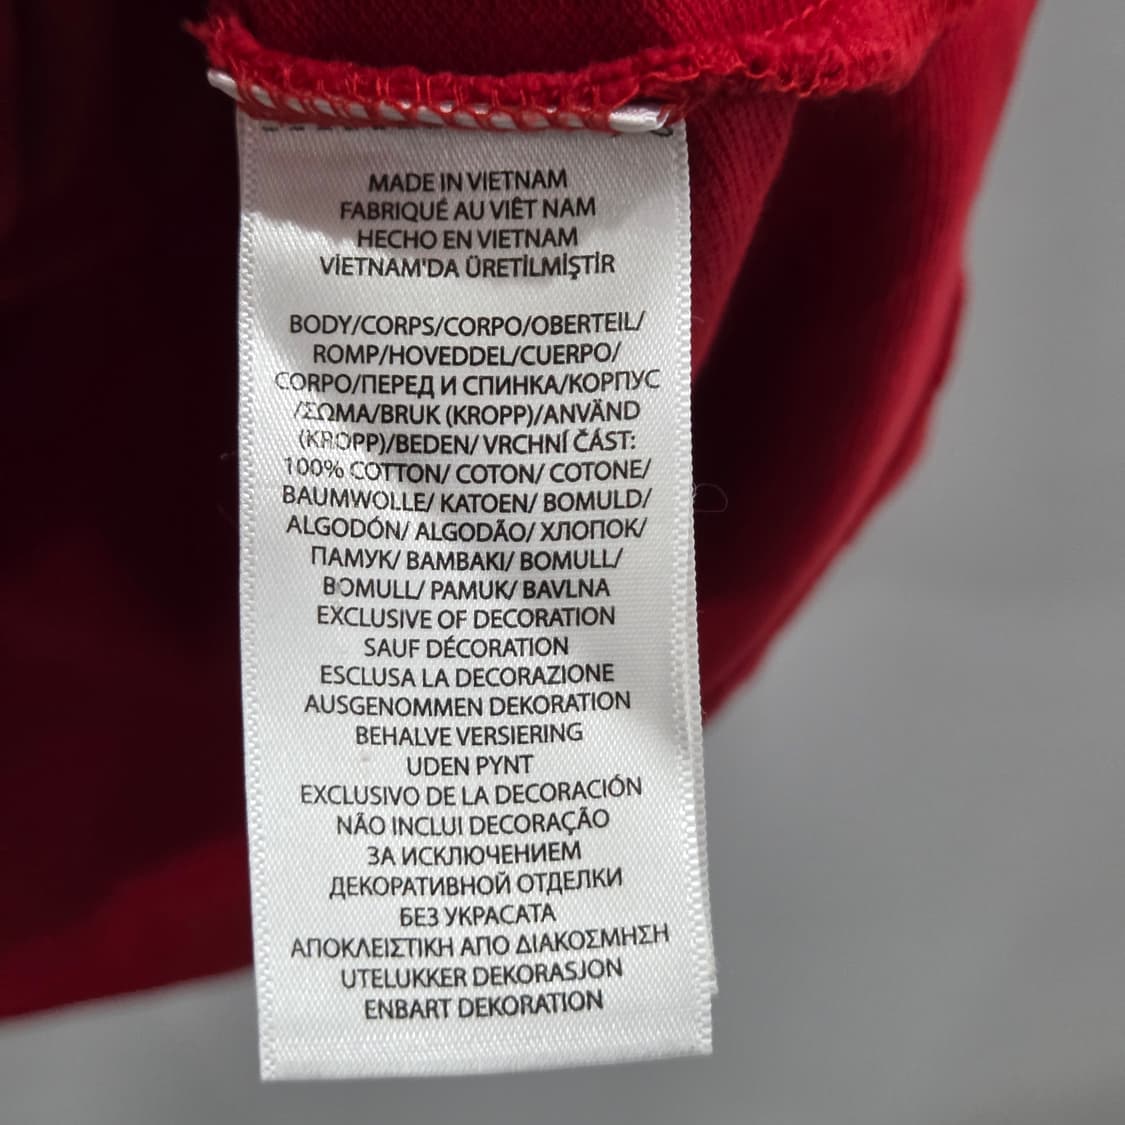 MADE IN VIETNAM
FABRIQUÉ AU VIÊT NAM
HECHO EN VIETNAM
VİETNAM'DA ÜRETİLMİŞTİR
BODY/CORPS/CORPO/OBERTEIL/
ROMP/HOVEDDEL/CUERPO/
CORPO/ПЕРЕД И СПИНКА/КОРПУС
/ΣΩΜΑ/BRUK (KROPP)/ANVÄND
(KROPP)/BEDEN/ VRCHNÍ ČÁST:
100% COTTON/ COTON/ COTONE/
BAUMWOLLE/ KATOEN/ BOMULD/
ALGODÓN/ ALGODÃO/ ХЛОПОК/
ПАМУК/ BAMBAKI/ BOMULL/
BOMULL/ PAMUK/ BAVLNA
EXCLUSIVE OF DECORATION
SAUF DÉCORATION
ESCLUSA LA DECORAZIONE
AUSGENOMMEN DEKORATION
BEHALVE VERSIERING
UDEN PYNT
EXCLUSIVO DE LA DECORACIÓN
NÃO INCLUI DECORAÇÃO
ЗА ИСКЛЮЧЕНИЕМ
ДЕКОРАТИВНОЙ ОТДЕЛКИ
БЕЗ УКРАСАТА
ΑΠΟΚΛΕΙΣΤΙΚΗ ΑΠΟ ΔΙΑΚΟΣΜΗΣΗ
UTELUKKER DEKORASJON
ENBART DEKORATION